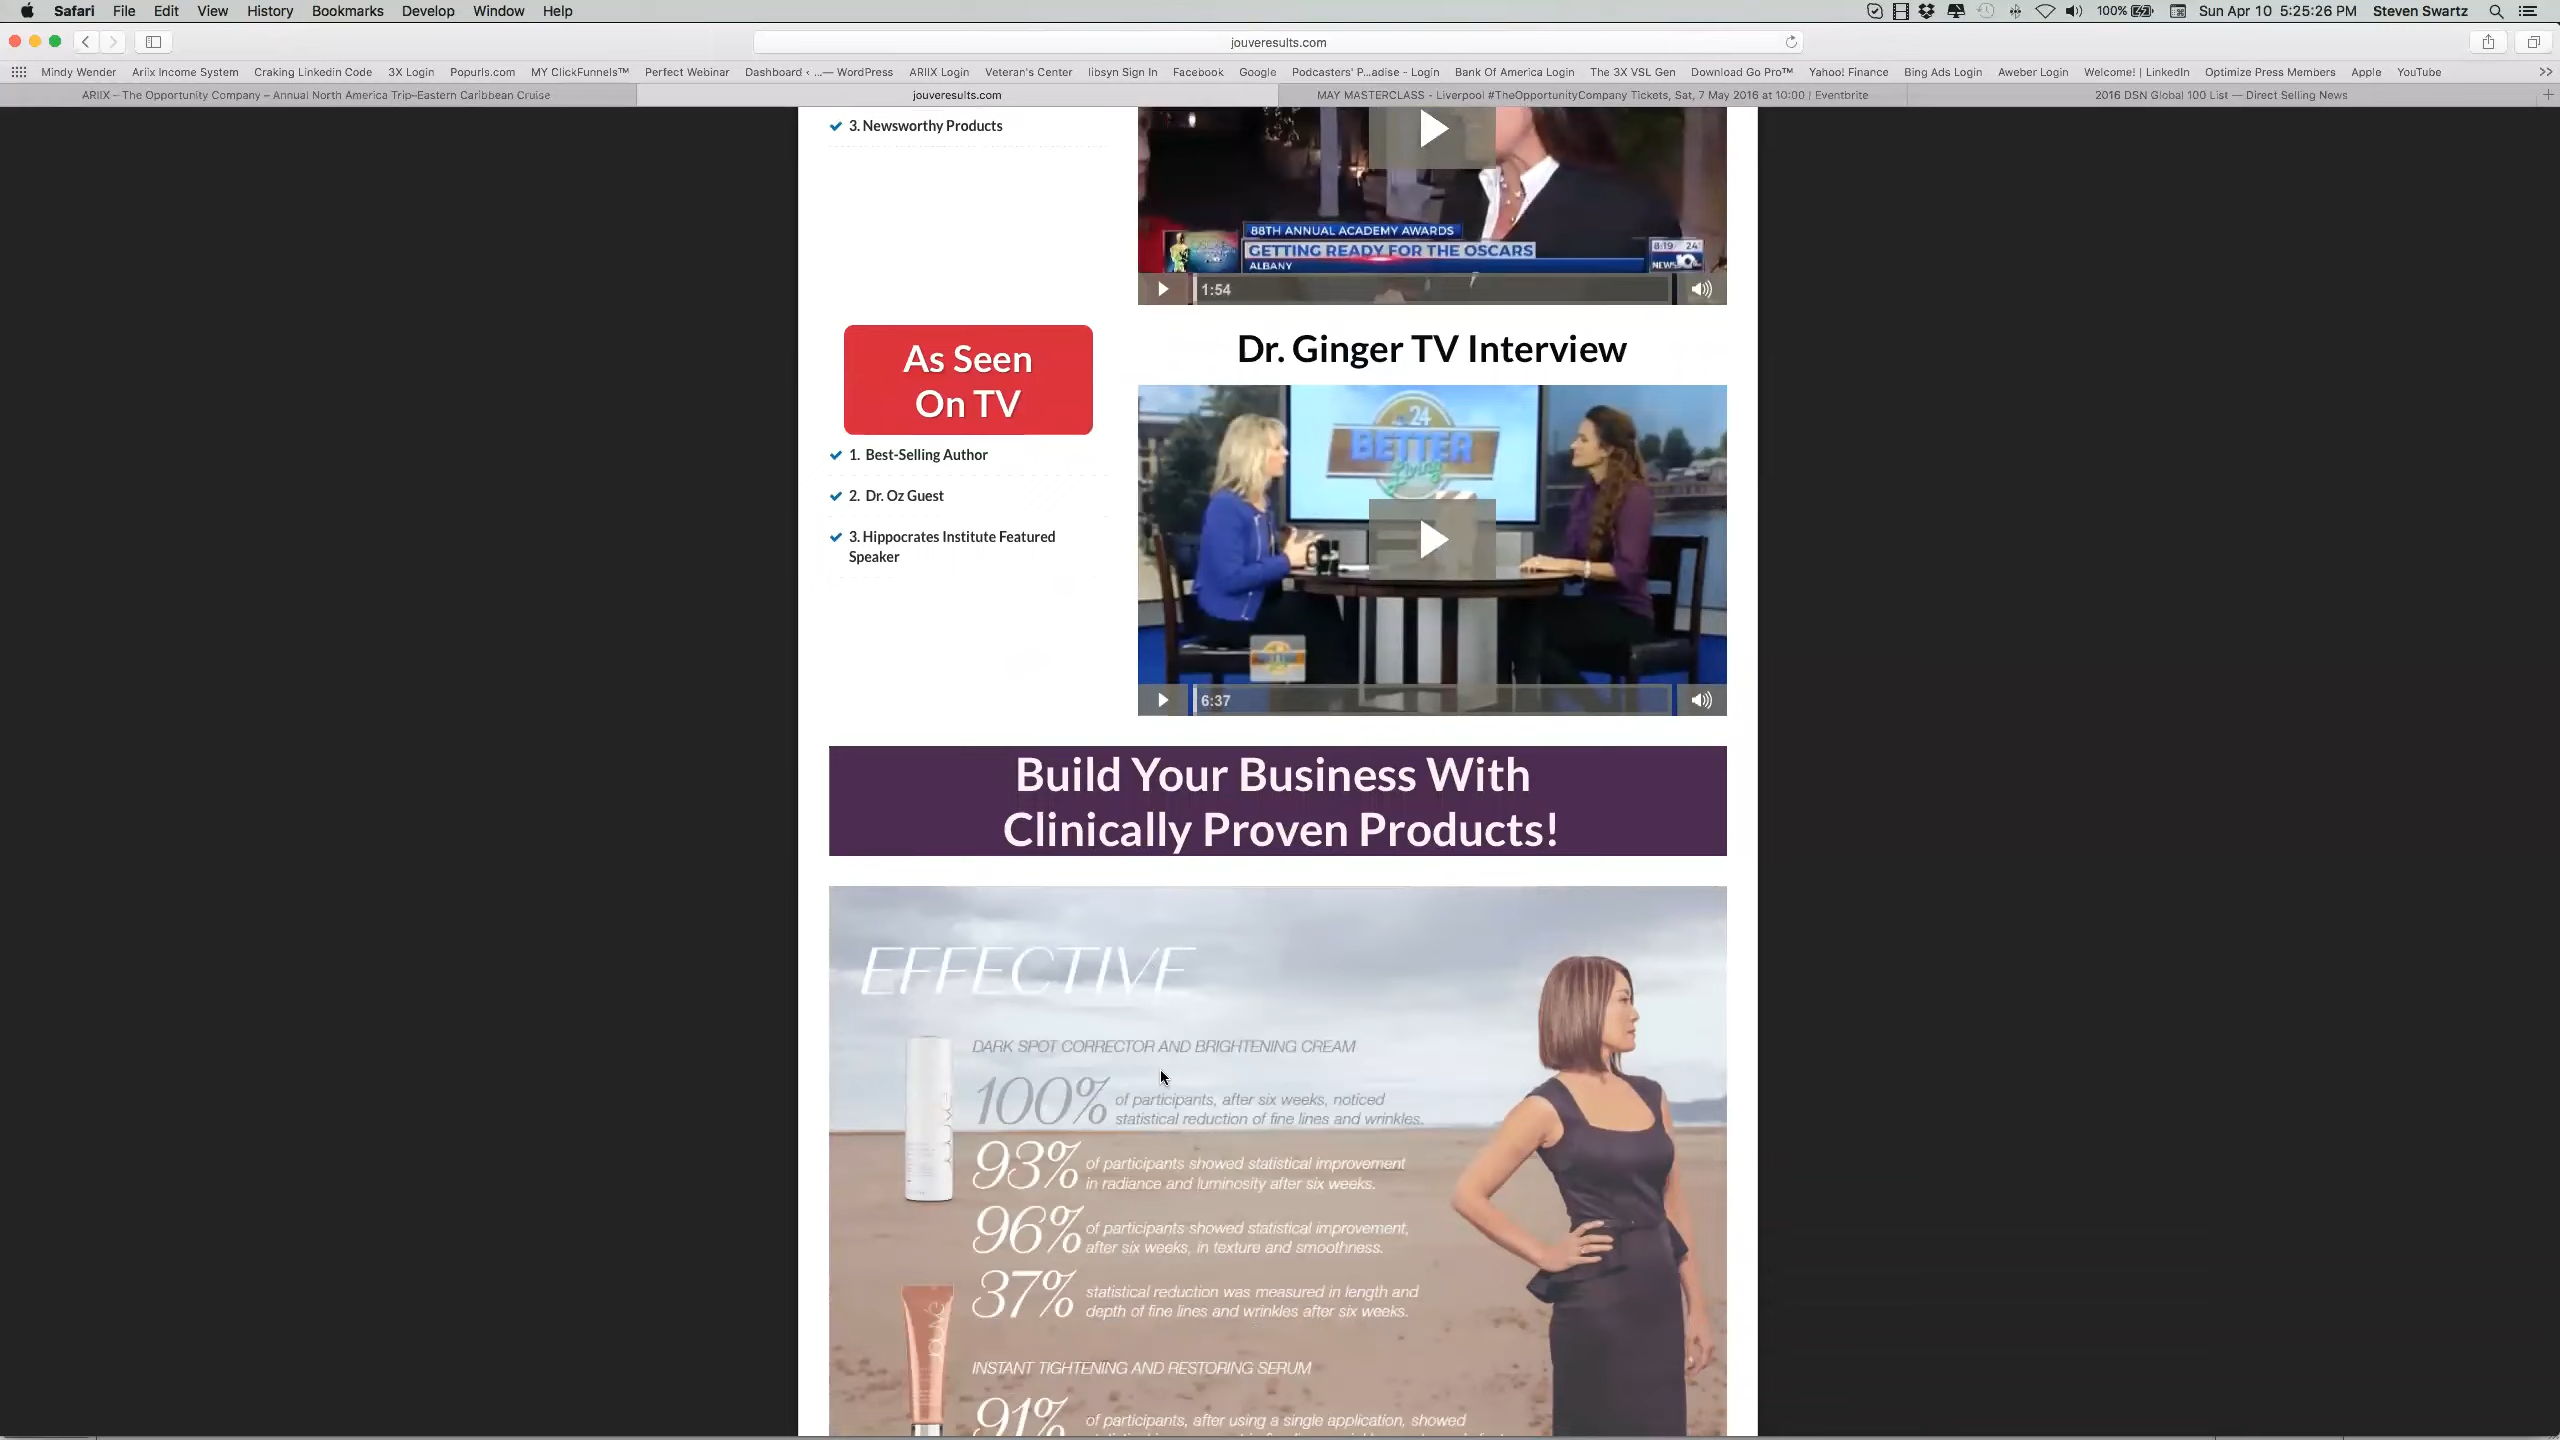 Safari File Edit View History Bookmarks Develop Window Help
100% Sun Apr 10 5:25:26 PM Steven Swartz
jouveresults.com
Mindy Wender Ariix Income System Craking Linkedin Code 3X Login Popurls.com MY ClickFunnels™ Perfect Webinar Dashboard ‹ ...— WordPress ARIIX Login Veteran's Center libsyn Sign In Facebook Google Podcasters' P...adise - Login Bank Of America Login The 3X VSL Gen Download Go Pro™ Yahoo! Finance Bing Ads Login Aweber Login Welcome! | LinkedIn Optimize Press Members Apple YouTube >>
ARIIX – The Opportunity Company – Annual North America Trip–Eastern Caribbean Cruise
jouveresults.com
MAY MASTERCLASS - Liverpool #TheOpportunityCompany Tickets, Sat, 7 May 2016 at 10:00 | Eventbrite
2016 DSN Global 100 List — Direct Selling News
3. Newsworthy Products
88TH ANNUAL ACADEMY AWARDS
GETTING READY FOR THE OSCARS
ALBANY
8:19 24°
NEWS10
1:54
As Seen
On TV
1. Best-Selling Author
2. Dr. Oz Guest
3. Hippocrates Institute Featured
Speaker
Dr. Ginger TV Interview
24
BETTER
Living
6:37
Build Your Business With
Clinically Proven Products!
EFFECTIVE
DARK SPOT CORRECTOR AND BRIGHTENING CREAM
100% of participants, after six weeks, noticed
statistical reduction of fine lines and wrinkles.
93% of participants showed statistical improvement
in radiance and luminosity after six weeks.
96% of participants showed statistical improvement,
after six weeks, in texture and smoothness.
37% statistical reduction was measured in length and
depth of fine lines and wrinkles after six weeks.
JOUVÉ
INSTANT TIGHTENING AND RESTORING SERUM
91% of participants, after using a single application, showed